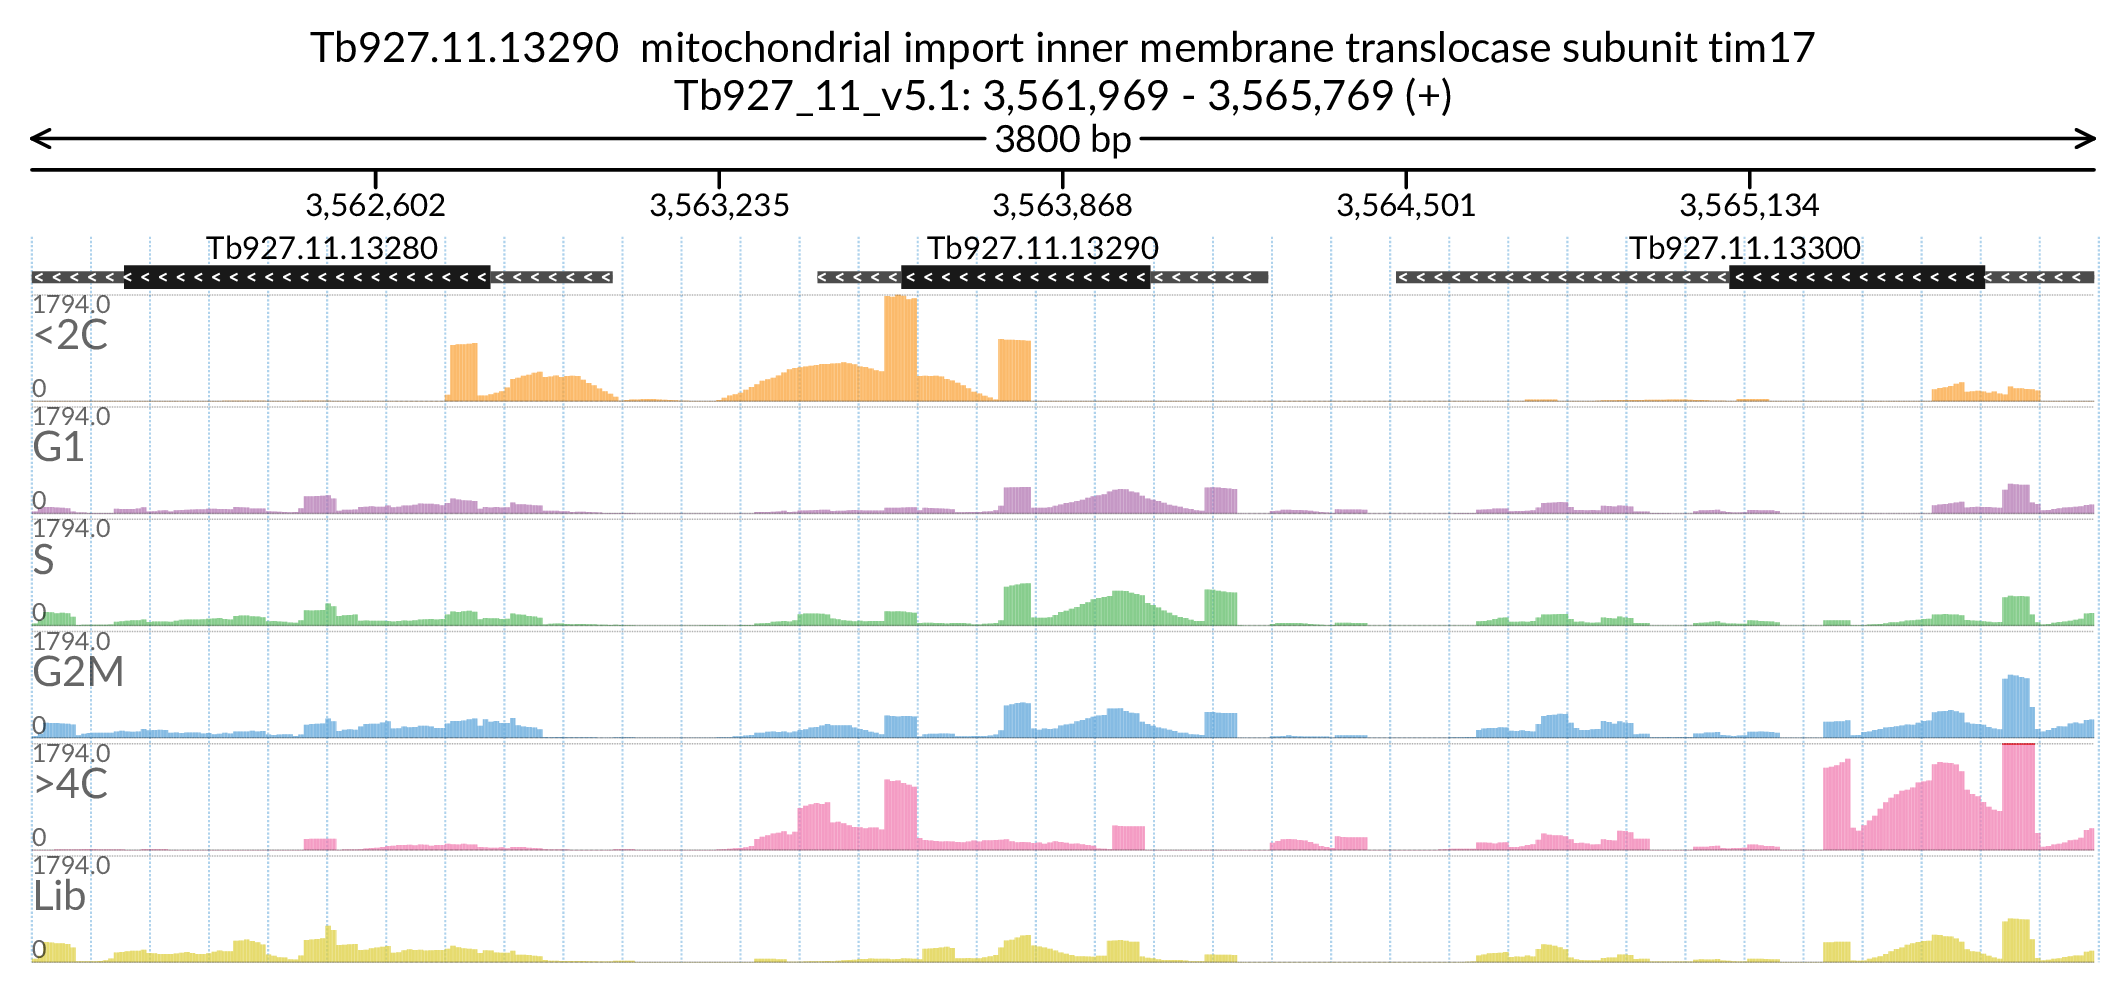 Tb927.11.13290 mitochondrial import inner membrane translocase subunit tim17
Tb927_11_v5.1: 3,561,969 - 3,565,769 (+)
3800 bp
3,562,602 3,563,235 3,563,868 3,564,501 3,565,134
Tb927.11.13280 Tb927.11.13290 Tb927.11.13300
1794.0
<2C
0
1794.0
G1
0
1794.0
S
0
1794.0
G2M
0
1794.0
>4C
0
1794.0
Lib
0